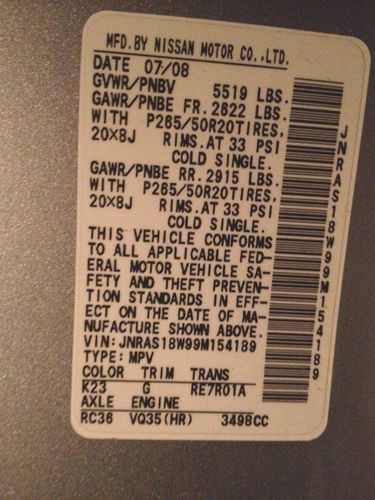 MFD.BY NISSAN MOTOR CO.,LTD.
DATE 07/08
GVWR/PNBV 5519 LBS.
GAWR/PNBE FR. 2622 LBS.
WITH P265/50R20TIRES,
20X8J RIMS.AT 33 PSI
COLD SINGLE.
GAWR/PNBE RR. 2915 LBS.
WITH P265/50R20TIRES,
20X8J RIMS.AT 33 PSI
COLD SINGLE.
THIS VEHICLE CONFORMS
TO ALL APPLICABLE FED-
ERAL MOTOR VEHICLE SA-
FETY AND THEFT PREVEN-
TION STANDARDS IN EFF-
ECT ON THE DATE OF MA-
NUFACTURE SHOWN ABOVE.
VIN:JNRAS18W99M154189
TYPE:MPV
COLOR TRIM TRANS
K23 G RE7R01A
AXLE ENGINE
RC36 VQ35(HR) 3498CC
JNRAS18W99M154189